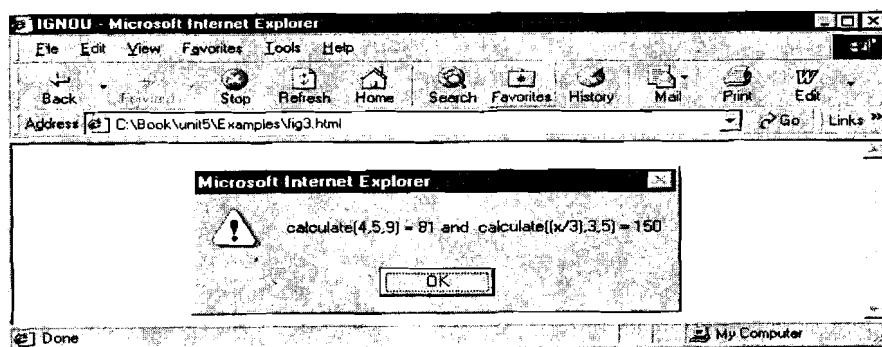 IGNOU - Microsoft Internet Explorer
File Edit View Favorites Tools Help
Back Forward Stop Refresh Home Search Favorites History Mail Print Edit
Address C:\Book\unit5\Examples\fig3.html Go Links »
Microsoft Internet Explorer
calculate(4,5,9) = 81 and calculate((x/3),3,5) = 150
OK
Done My Computer